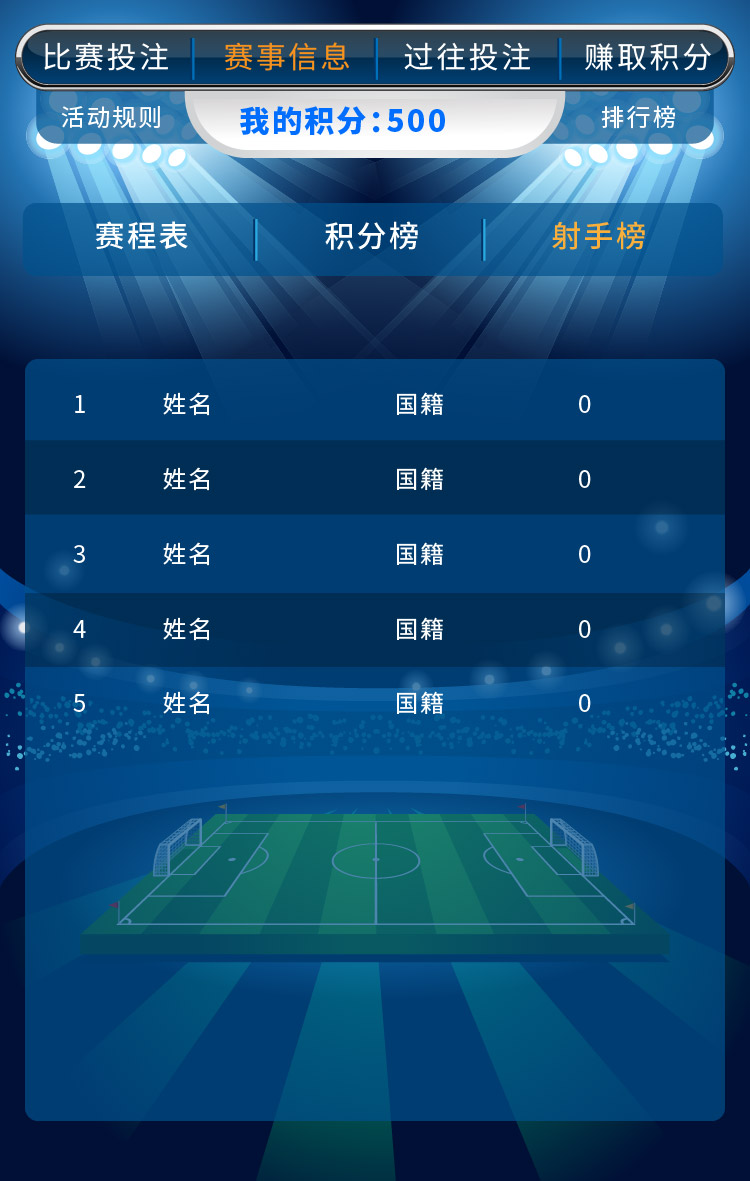 比赛投注 赛事信息 过往投注 赚取积分
活动规则 我的积分:500 排行榜
赛程表 积分榜 射手榜
1 姓名 国籍 0
2 姓名 国籍 0
3 姓名 国籍 0
4 姓名 国籍 0
5 姓名 国籍 0